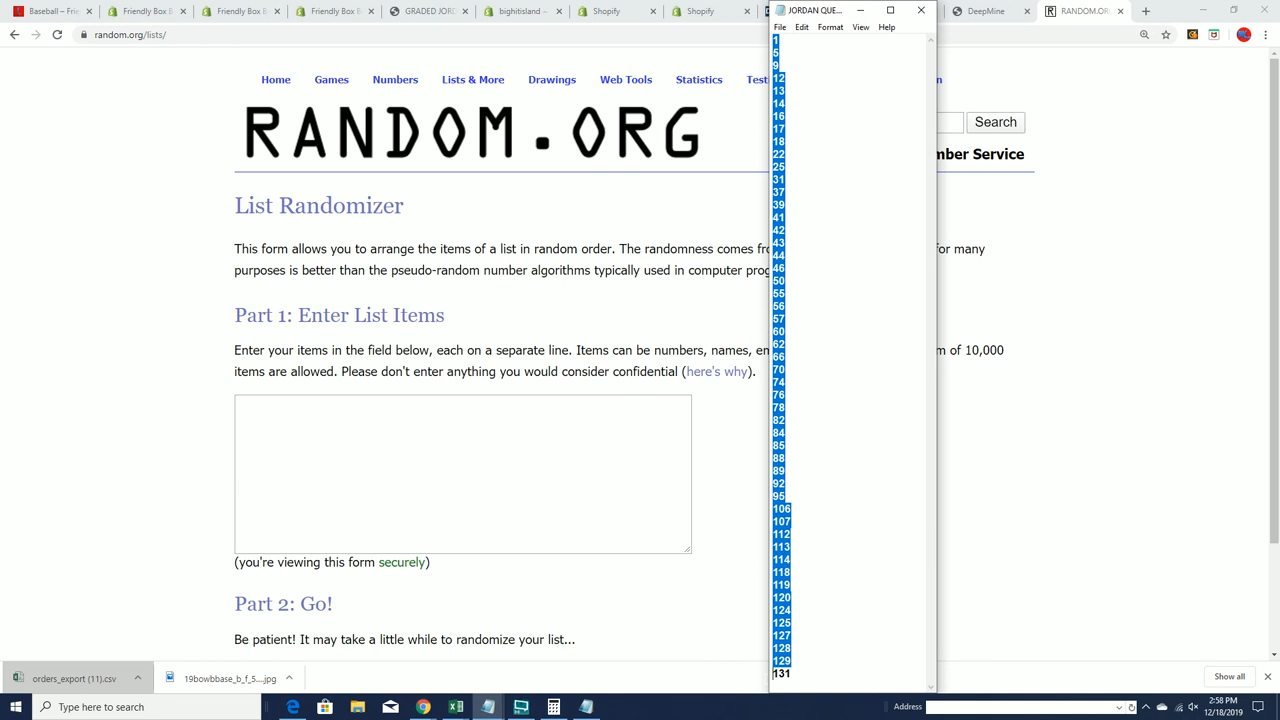 Baseball – Frie
Friendly Box B
Friendly Box B
Friendly Box B
GRADED JOR
bighitisland –
Shopify
Shopify
JORDAN QUE...
DeepMine
RANDOM.OR
random.org/lists/
File Edit Format View Help
Home Games Numbers Lists & More Drawings Web Tools Statistics Test n
RANDOM.ORG
Search
mber Service
List Randomizer
This form allows you to arrange the items of a list in random order. The randomness comes fr for many
purposes is better than the pseudo-random number algorithms typically used in computer prog
Part 1: Enter List Items
Enter your items in the field below, each on a separate line. Items can be numbers, names, em m of 10,000
items are allowed. Please don't enter anything you would consider confidential (here's why).
(you're viewing this form securely)
Part 2: Go!
Be patient! It may take a little while to randomize your list...
1
5
9
12
13
14
16
17
18
22
25
31
37
39
41
42
43
44
46
50
55
56
57
60
62
66
70
74
76
78
82
84
85
88
89
92
95
106
107
112
113
114
118
119
120
124
125
127
128
129
131
orders_export (1).csv
19bowbbase_b_f_5....jpg
Show all
Type here to search
Address
2:58 PM
12/18/2019